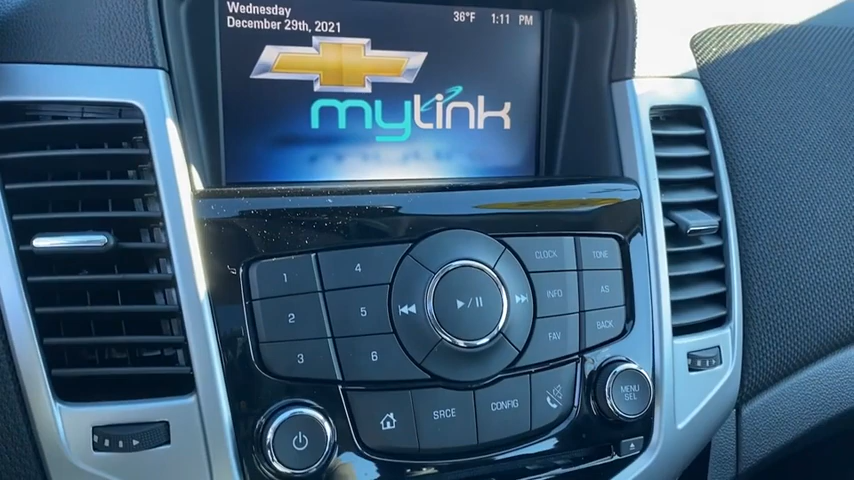 Wednesday
December 29th, 2021
36°F 1:11 PM
mylink
1 4 CLOCK TONE
2 5 INFO AS
3 6 FAV BACK
SRCE CONFIG
MENU
SEL